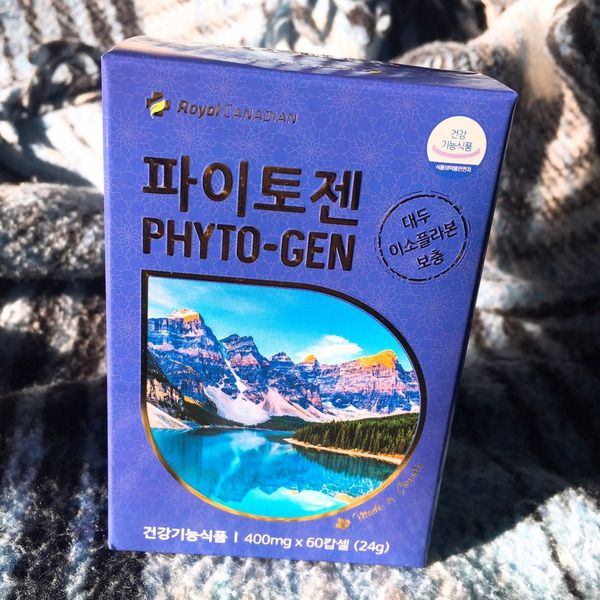 Royal CANADIAN
건강
기능식품
식품의약품안전처
파이토젠
PHYTO-GEN
대두
이소플라본
보충
Made in Canada
건강기능식품 | 400mg x 60캡셀 (24g)